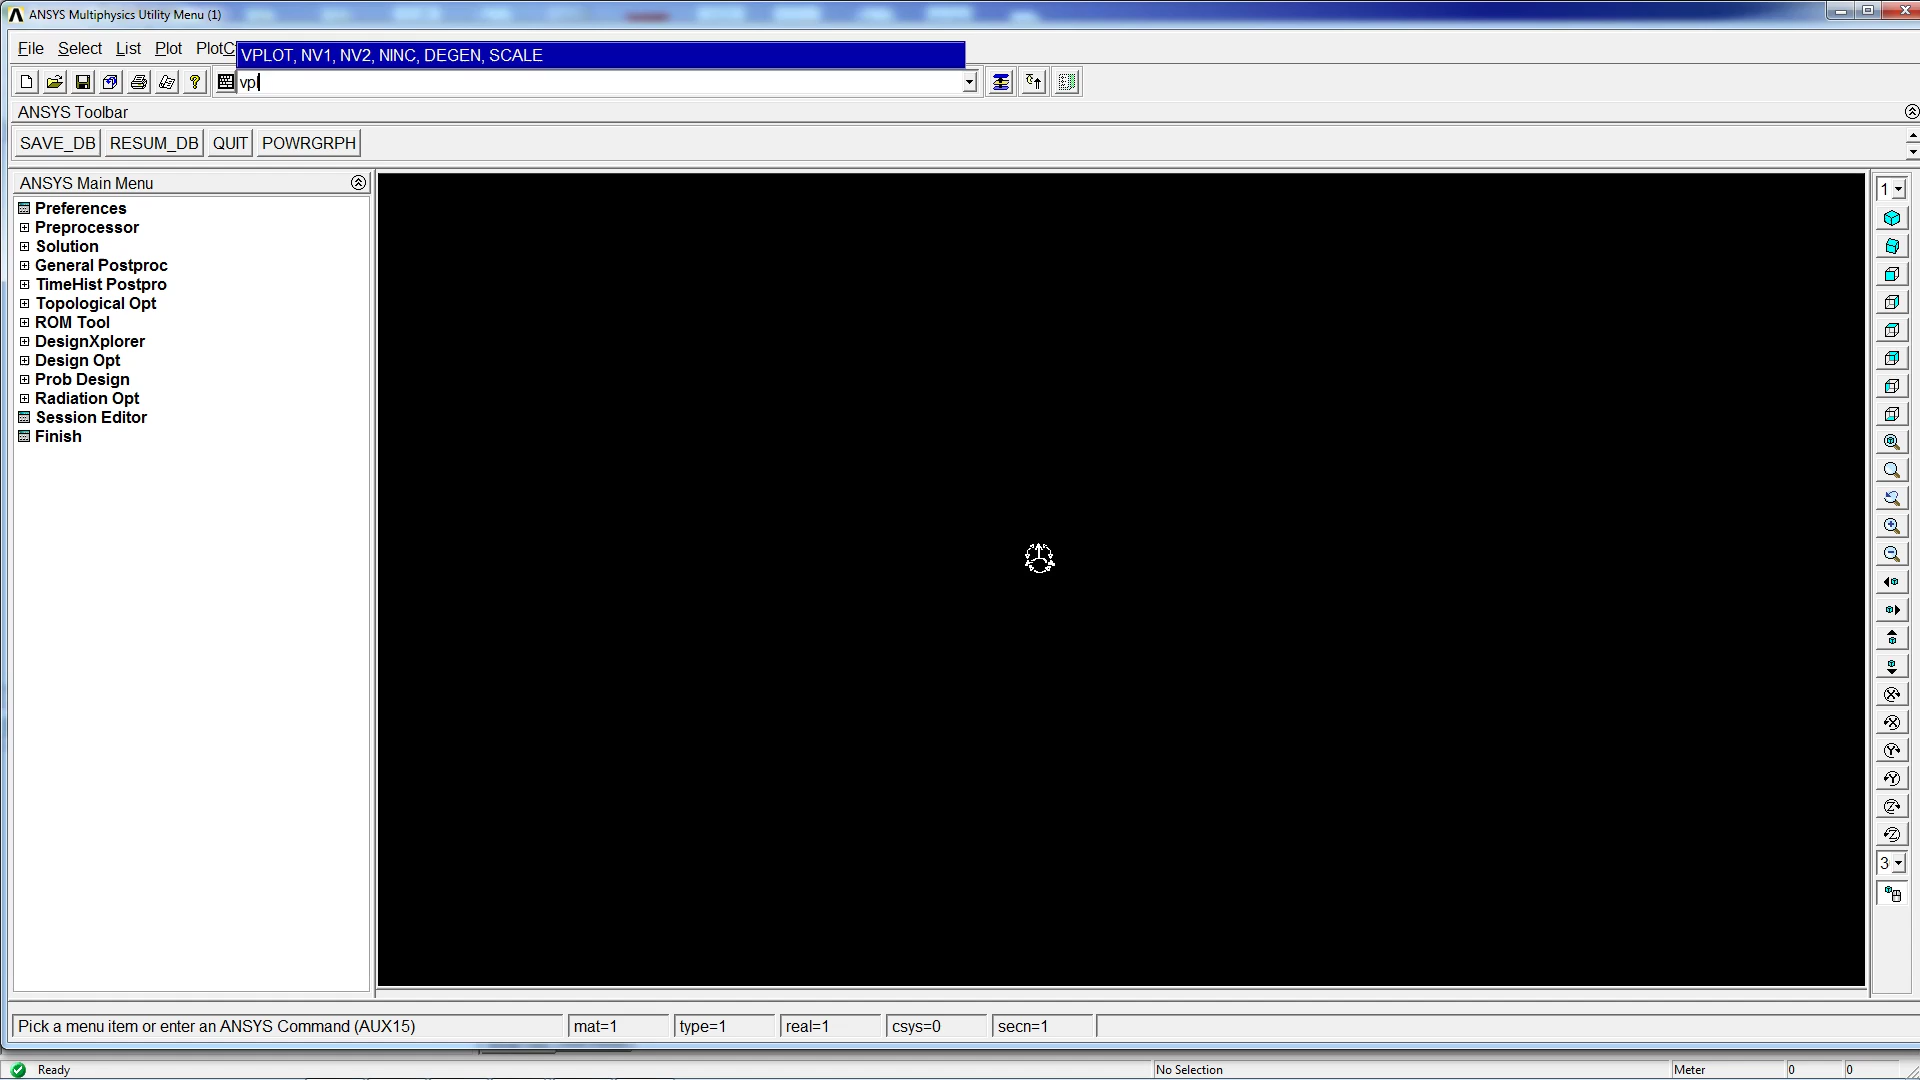 ANSYS Multiphysics Utility Menu (1)
VPLOT, NV1, NV2, NINC, DEGEN, SCALE
File Select List Plot PlotC
vpl
ANSYS Toolbar
SAVE_DB RESUM_DB QUIT POWRGRPH
ANSYS Main Menu
Preferences
Preprocessor
Solution
General Postproc
TimeHist Postpro
Topological Opt
ROM Tool
DesignXplorer
Design Opt
Prob Design
Radiation Opt
Session Editor
Finish
1
3
Pick a menu item or enter an ANSYS Command (AUX15) mat=1 type=1 real=1 csys=0 secn=1
Ready No Selection Meter 0 0